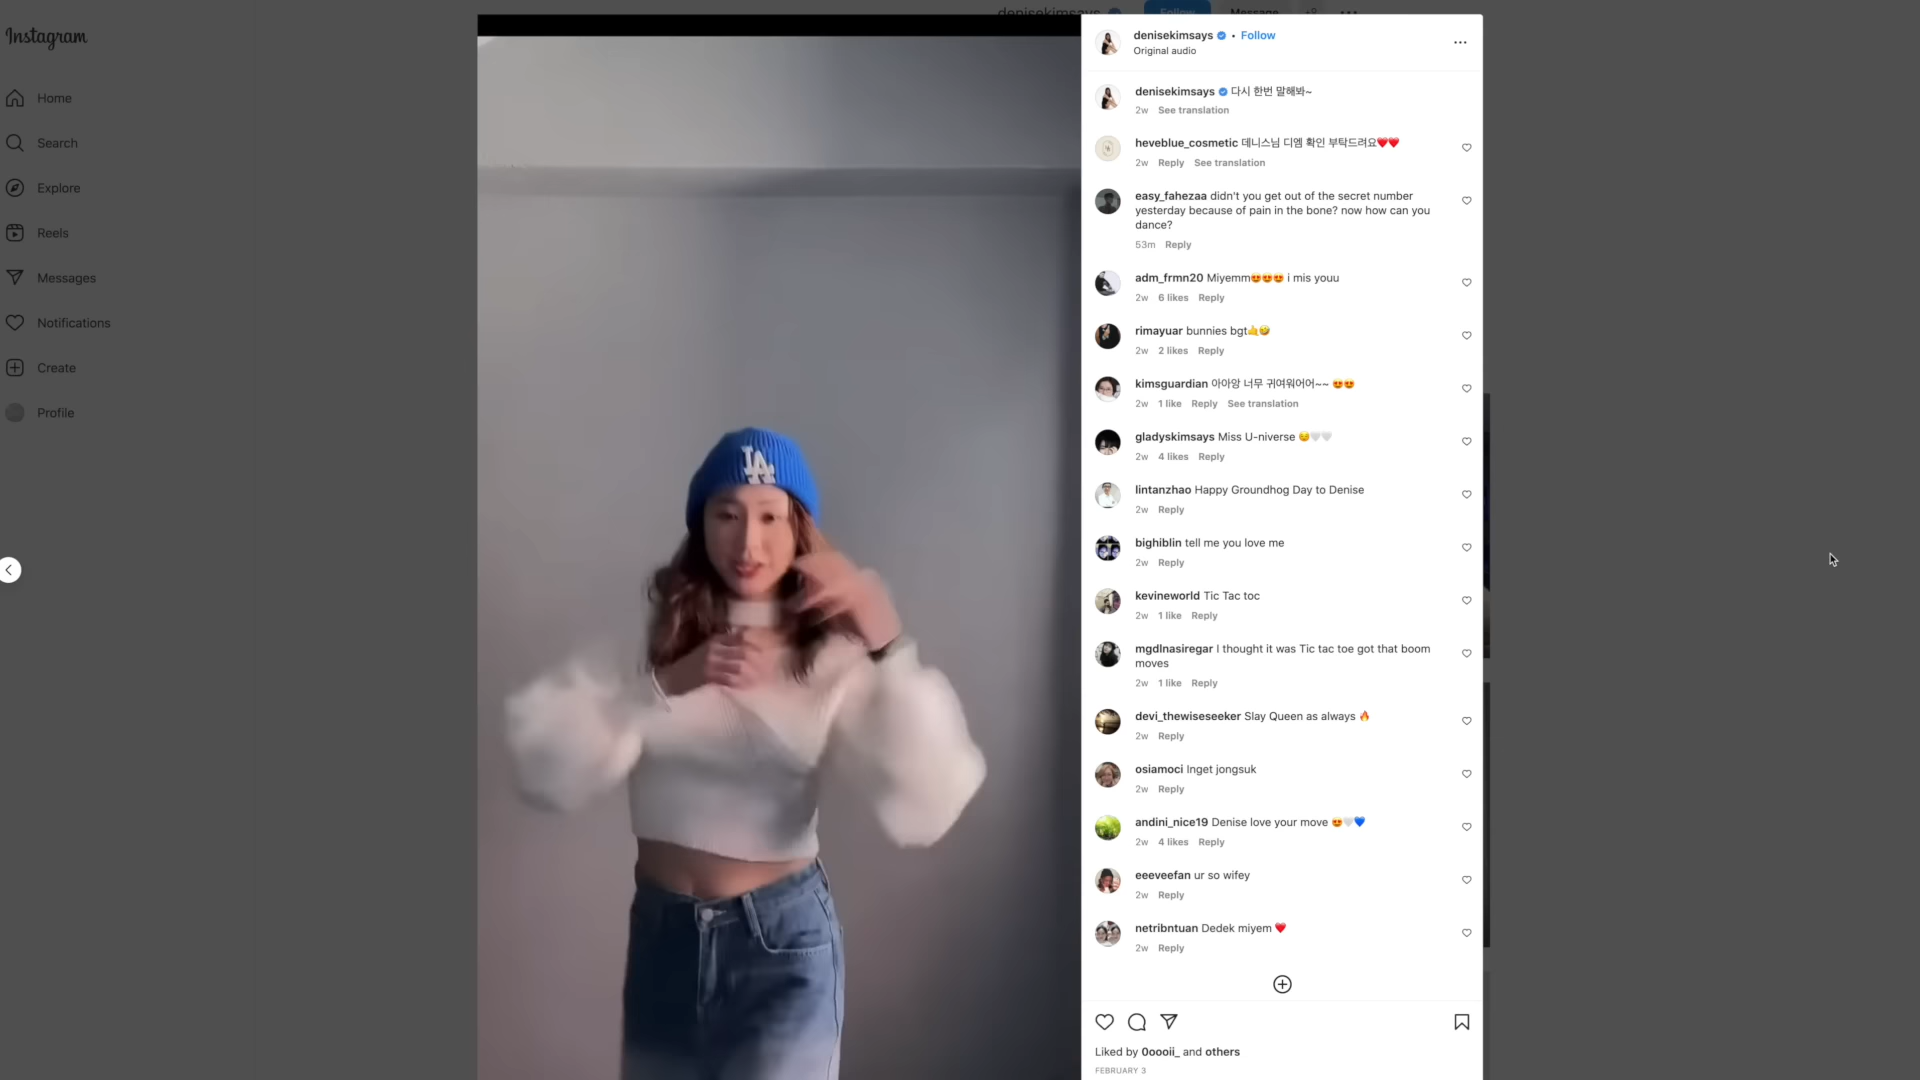 denisekimsays
Follow
Message
Instagram
Home
Search
Explore
Reels
Messages
Notifications
Create
Profile
LA
denisekimsays • Follow
Original audio
denisekimsays 다시 한번 말해봐~
2w See translation
heveblue_cosmetic 데니스님 디엠 확인 부탁드려요❤️❤️
2w Reply See translation
easy_fahezaa didn't you get out of the secret number
yesterday because of pain in the bone? now how can you
dance?
53m Reply
adm_frmn20 Miyemm😍😍😍 i mis youu
2w 6 likes Reply
rimayuar bunnies bgt🤙🤣
2w 2 likes Reply
kimsguardian 아아앙 너무 귀여워어어~~ 😍😍
2w 1 like Reply See translation
gladyskimsays Miss U-niverse 😏🤍🤍
2w 4 likes Reply
lintanzhao Happy Groundhog Day to Denise
2w Reply
bighiblin tell me you love me
2w Reply
kevineworld Tic Tac toc
2w 1 like Reply
mgdlnasiregar I thought it was Tic tac toe got that boom
moves
2w 1 like Reply
devi_thewiseseeker Slay Queen as always 🔥
2w Reply
osiamoci Inget jongsuk
2w Reply
andini_nice19 Denise love your move 😍🤍💙
2w 4 likes Reply
eeeveefan ur so wifey
2w Reply
netribntuan Dedek miyem ❤️
2w Reply
Liked by 0oooii_ and others
FEBRUARY 3